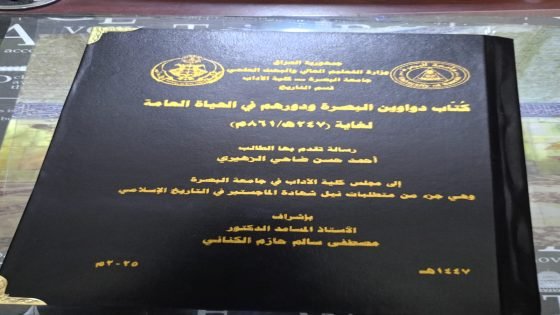 جمهورية العراق
وزارة التعليم العالي والبحث العلمي
جامعة البصرة – كلية الآداب
قسم التاريخ
كتّاب دواوين البصرة ودورهم في الحياة العامة
لغاية (٢٤٧هـ/٨٦١م)
رسالة تقدم بها الطالب
أحمد حسن ضاحي الزهيري
إلى مجلس كلية الآداب في جامعة البصرة
وهي جزء من متطلبات نيل شهادة الماجستير في التاريخ الإسلامي
بإشراف
الأستاذ المساعد الدكتور
مصطفى سالم حازم الكناني
١٤٤٧هـ
٢٠٢٥م